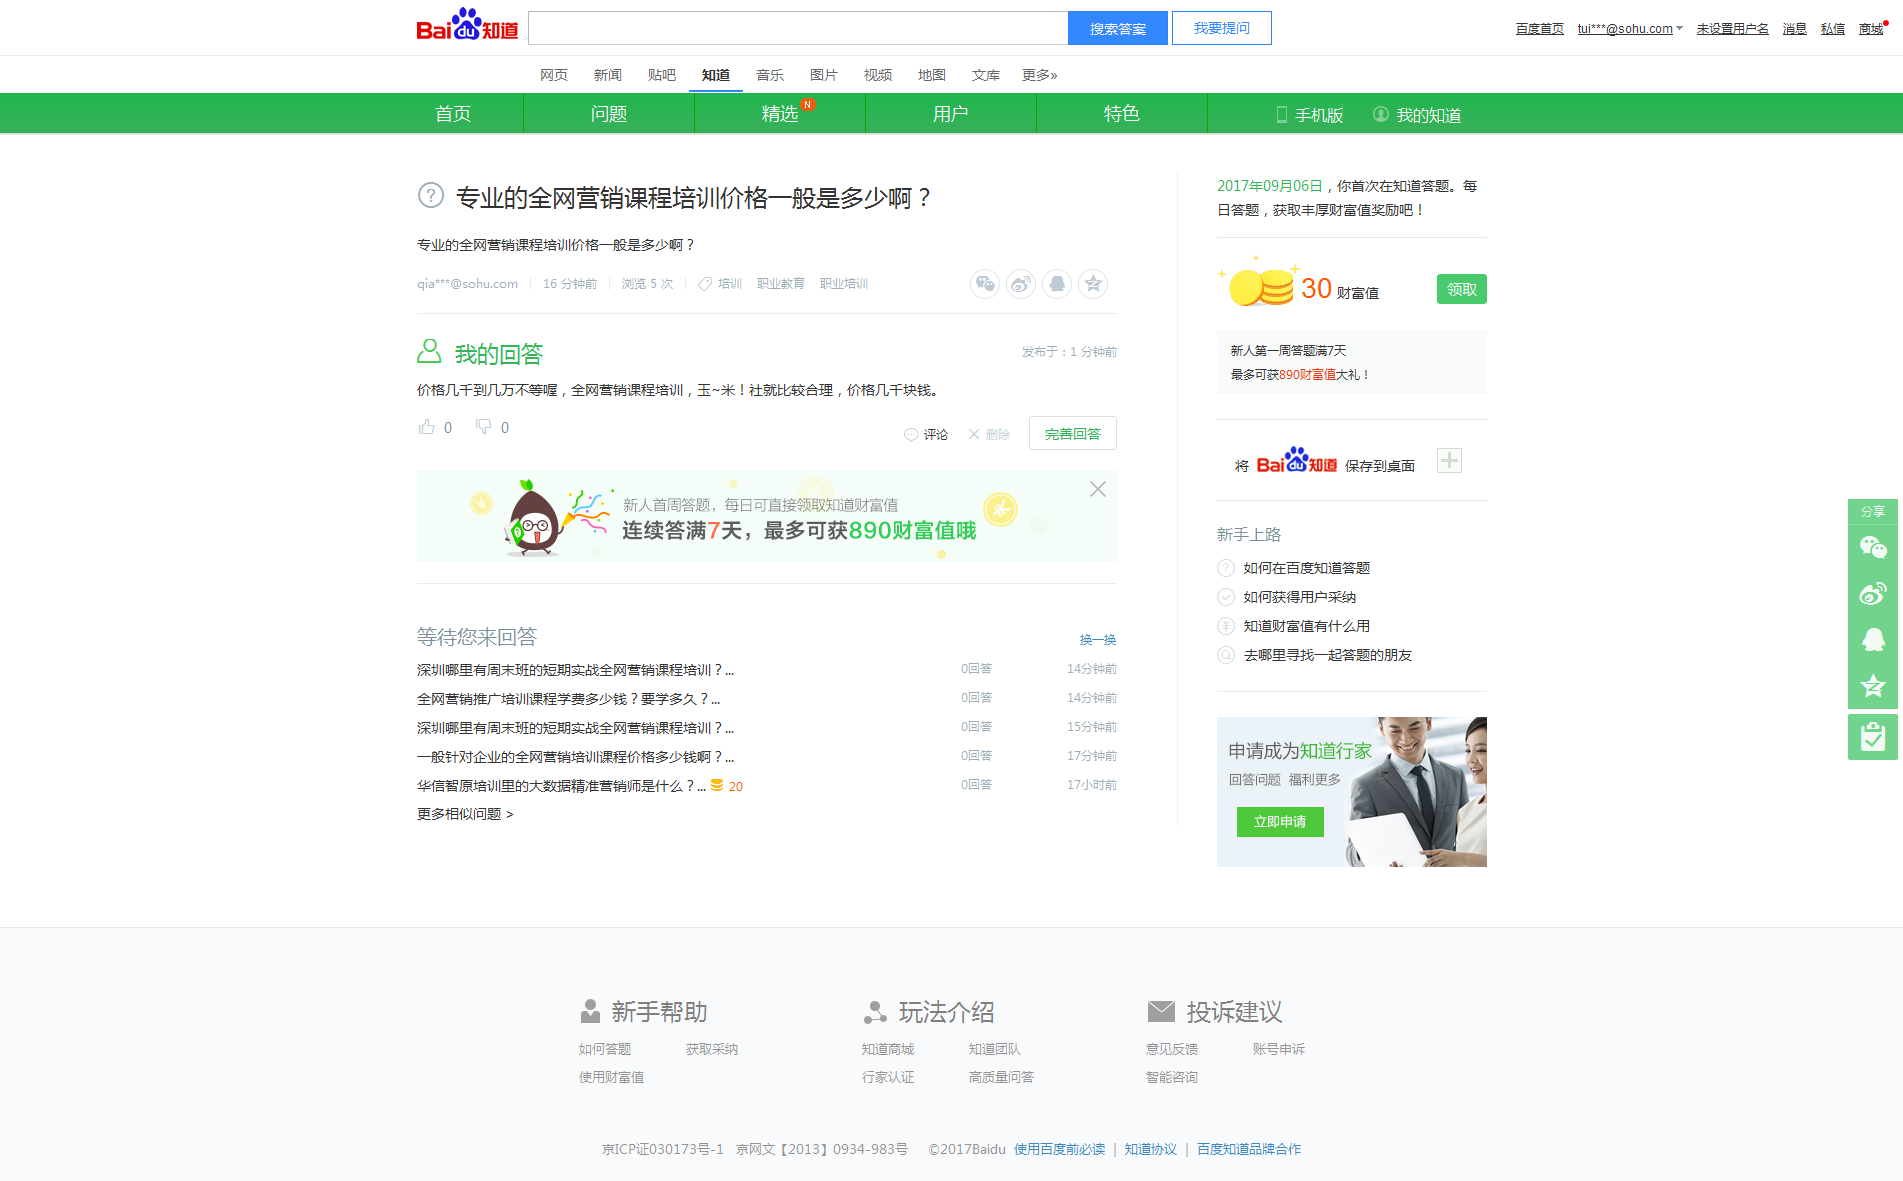 Baidu知道
搜索答案
我要提问
百度首页 tui***@sohu.com 未设置用户名 消息 私信 商城
网页 新闻 贴吧 知道 音乐 图片 视频 地图 文库 更多»
首页 问题 精选 N 用户 特色 手机版 我的知道
专业的全网营销课程培训价格一般是多少啊？
专业的全网营销课程培训价格一般是多少啊？
qia***@sohu.com 16 分钟前 浏览 5 次 培训 职业教育 职业培训
我的回答 发布于：1 分钟前
价格几千到几万不等喔，全网营销课程培训，玉~米！社就比较合理，价格几千块钱。
0 0
评论 删除 完善回答
新人首周答题，每日可直接领取知道财富值
连续答满7天，最多可获890财富值哦
等待您来回答 换一换
深圳哪里有周末班的短期实战全网营销课程培训？... 0回答 14分钟前
全网营销推广培训课程学费多少钱？要学多久？... 0回答 14分钟前
深圳哪里有周末班的短期实战全网营销课程培训？... 0回答 15分钟前
一般针对企业的全网营销培训课程价格多少钱啊？... 0回答 17分钟前
华信智原培训里的大数据精准营销师是什么？... 20 0回答 17小时前
更多相似问题 >
2017年09月06日，你首次在知道答题。每
日答题，获取丰厚财富值奖励吧！
30 财富值 领取
新人第一周答题满7天
最多可获890财富值大礼！
将 Baidu知道 保存到桌面
新手上路
如何在百度知道答题
如何获得用户采纳
知道财富值有什么用
去哪里寻找一起答题的朋友
申请成为知道行家
回答问题 福利更多
立即申请
分享
新手帮助 玩法介绍 投诉建议
如何答题 获取采纳 知道商城 知道团队 意见反馈 账号申诉
使用财富值 行家认证 高质量问答 智能咨询
京ICP证030173号-1 京网文【2013】0934-983号 ©2017Baidu 使用百度前必读 | 知道协议 | 百度知道品牌合作